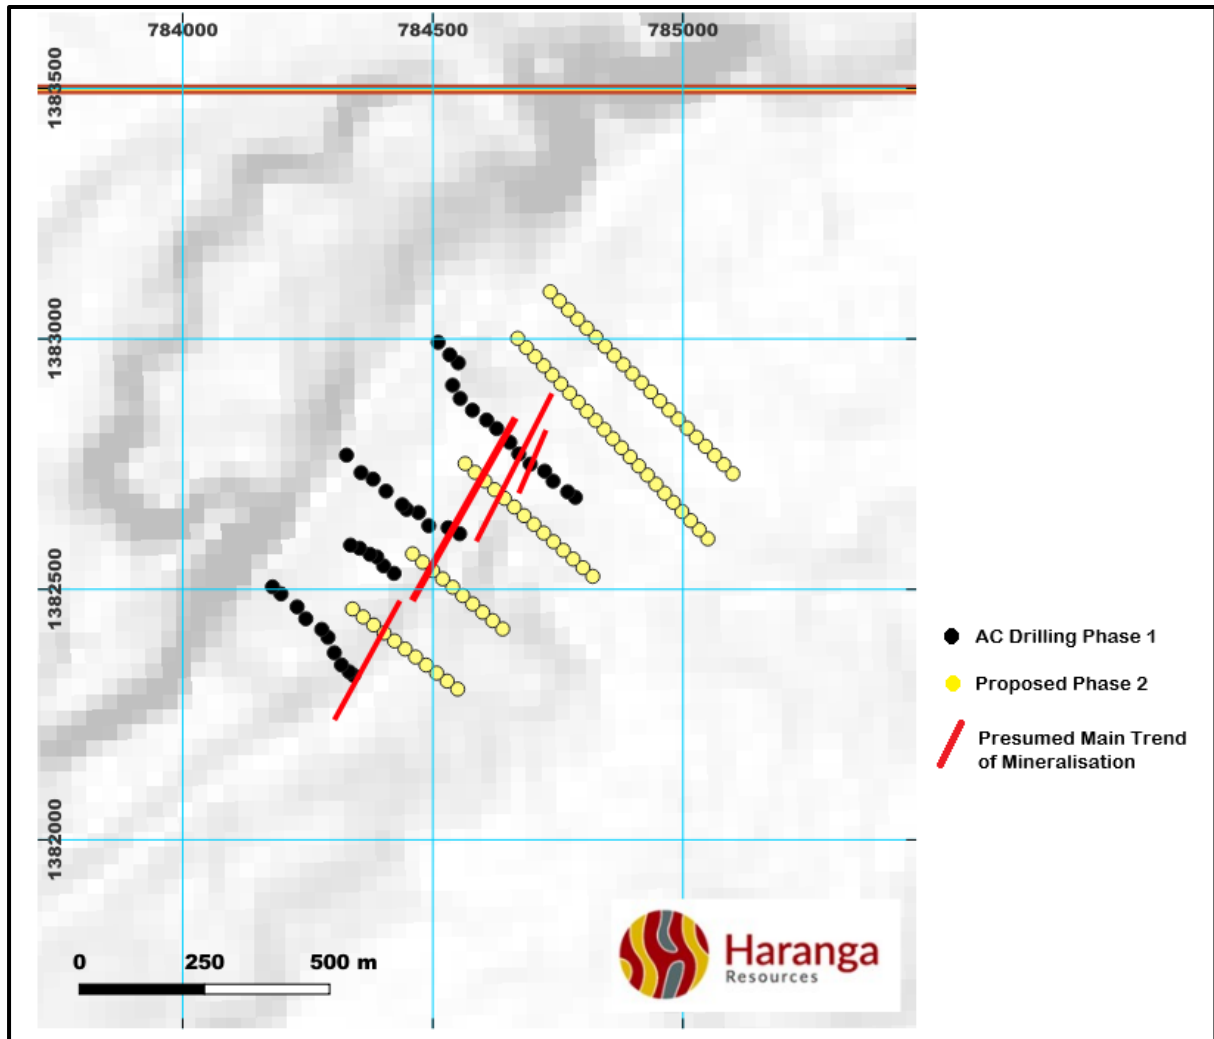 784000 784500 785000
1383500
1383000
1382500
1382000
AC Drilling Phase 1
Proposed Phase 2
Presumed Main Trend
of Mineralisation
Haranga
Resources
0 250 500 m